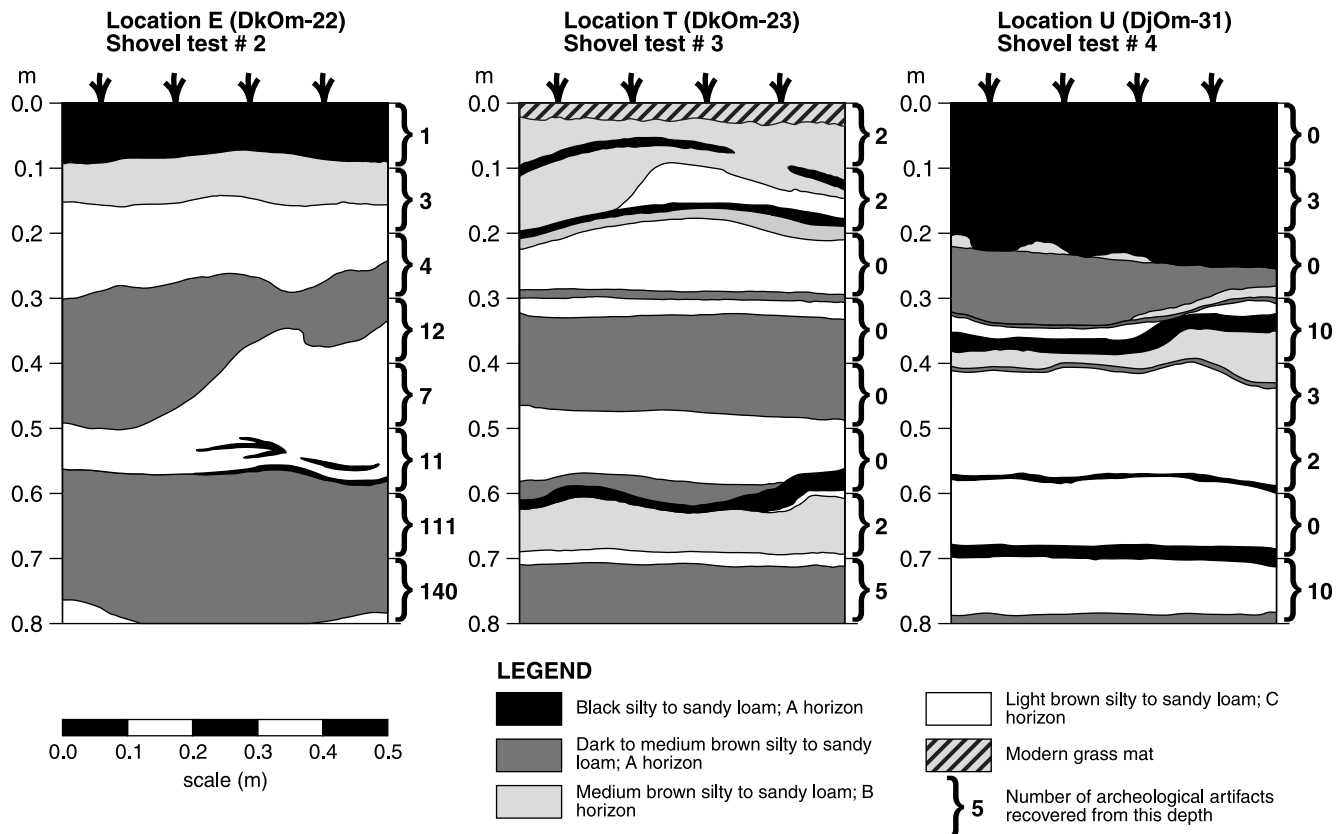 Location E (DkOm-22)
Shovel test # 2
m
0.0
0.1
0.2
0.3
0.4
0.5
0.6
0.7
0.8
1
3
4
12
7
11
111
140
Location T (DkOm-23)
Shovel test # 3
m
0.0
0.1
0.2
0.3
0.4
0.5
0.6
0.7
0.8
2
2
0
0
0
0
2
5
Location U (DjOm-31)
Shovel test # 4
m
0.0
0.1
0.2
0.3
0.4
0.5
0.6
0.7
0.8
0
3
0
10
3
2
0
10
0.0 0.1 0.2 0.3 0.4 0.5
scale (m)
LEGEND
Black silty to sandy loam; A horizon
Dark to medium brown silty to sandy
loam; A horizon
Medium brown silty to sandy loam; B
horizon
Light brown silty to sandy loam; C
horizon
Modern grass mat
5
Number of archeological artifacts
recovered from this depth